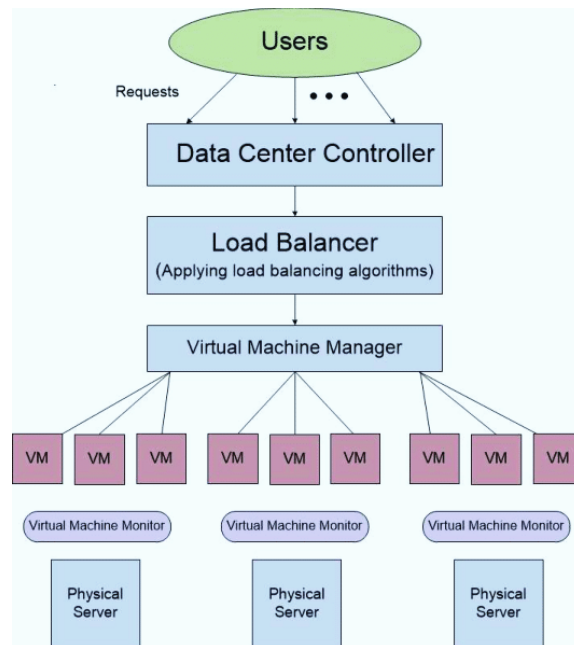 Users
Requests
Data Center Controller
Load Balancer
(Applying load balancing algorithms)
Virtual Machine Manager
VM VM VM VM VM VM VM VM VM
Virtual Machine Monitor Virtual Machine Monitor Virtual Machine Monitor
Physical
Server
Physical
Server
Physical
Server